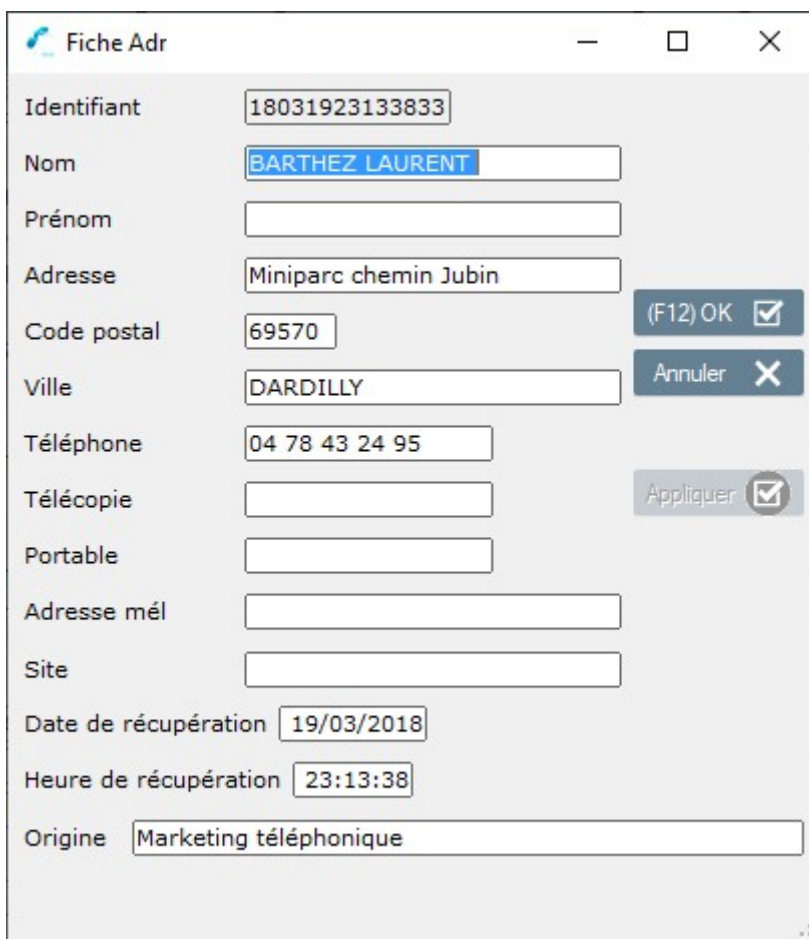 Fiche Adr
Identifiant 18031923133833
Nom BARTHEZ LAURENT
Prénom
Adresse Miniparc chemin Jubin
(F12) OK
Code postal 69570
Annuler
Ville DARDILLY
Téléphone 04 78 43 24 95
Télécopie
Appliquer
Portable
Adresse mél
Site
Date de récupération 19/03/2018
Heure de récupération 23:13:38
Origine Marketing téléphonique